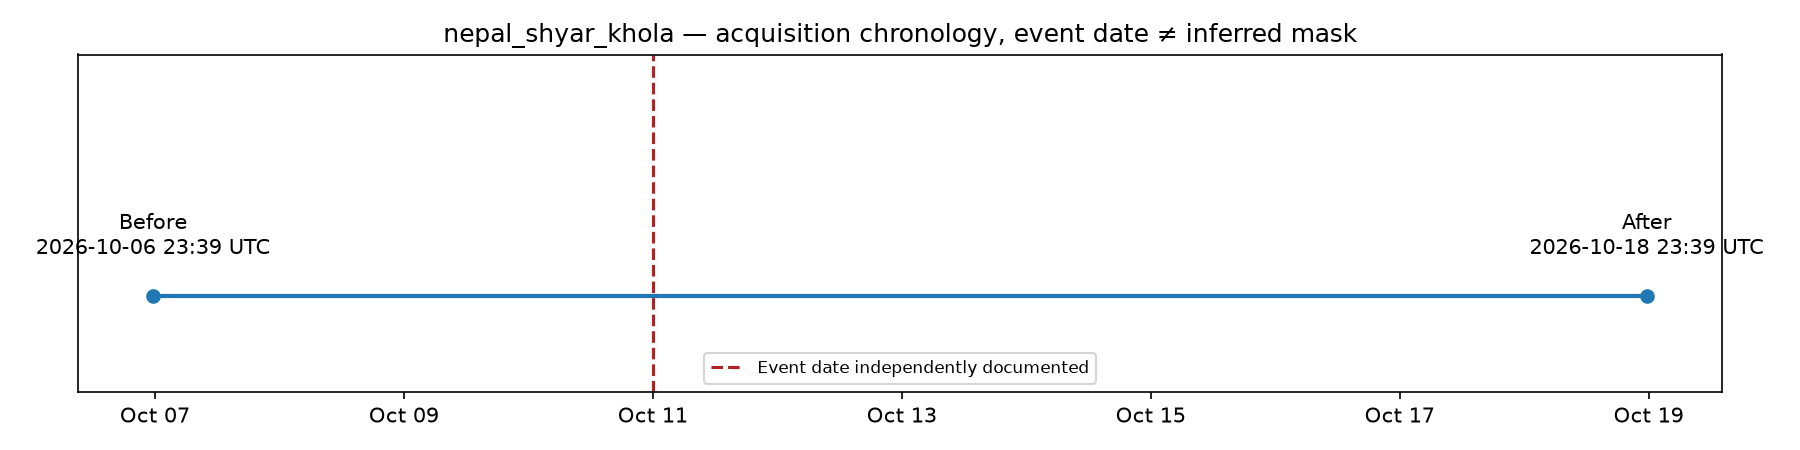 nepal_shyar_khola — acquisition chronology, event date ≠ inferred mask
Before
2026-10-06 23:39 UTC
After
2026-10-18 23:39 UTC
Event date independently documented
Oct 07
Oct 09
Oct 11
Oct 13
Oct 15
Oct 17
Oct 19